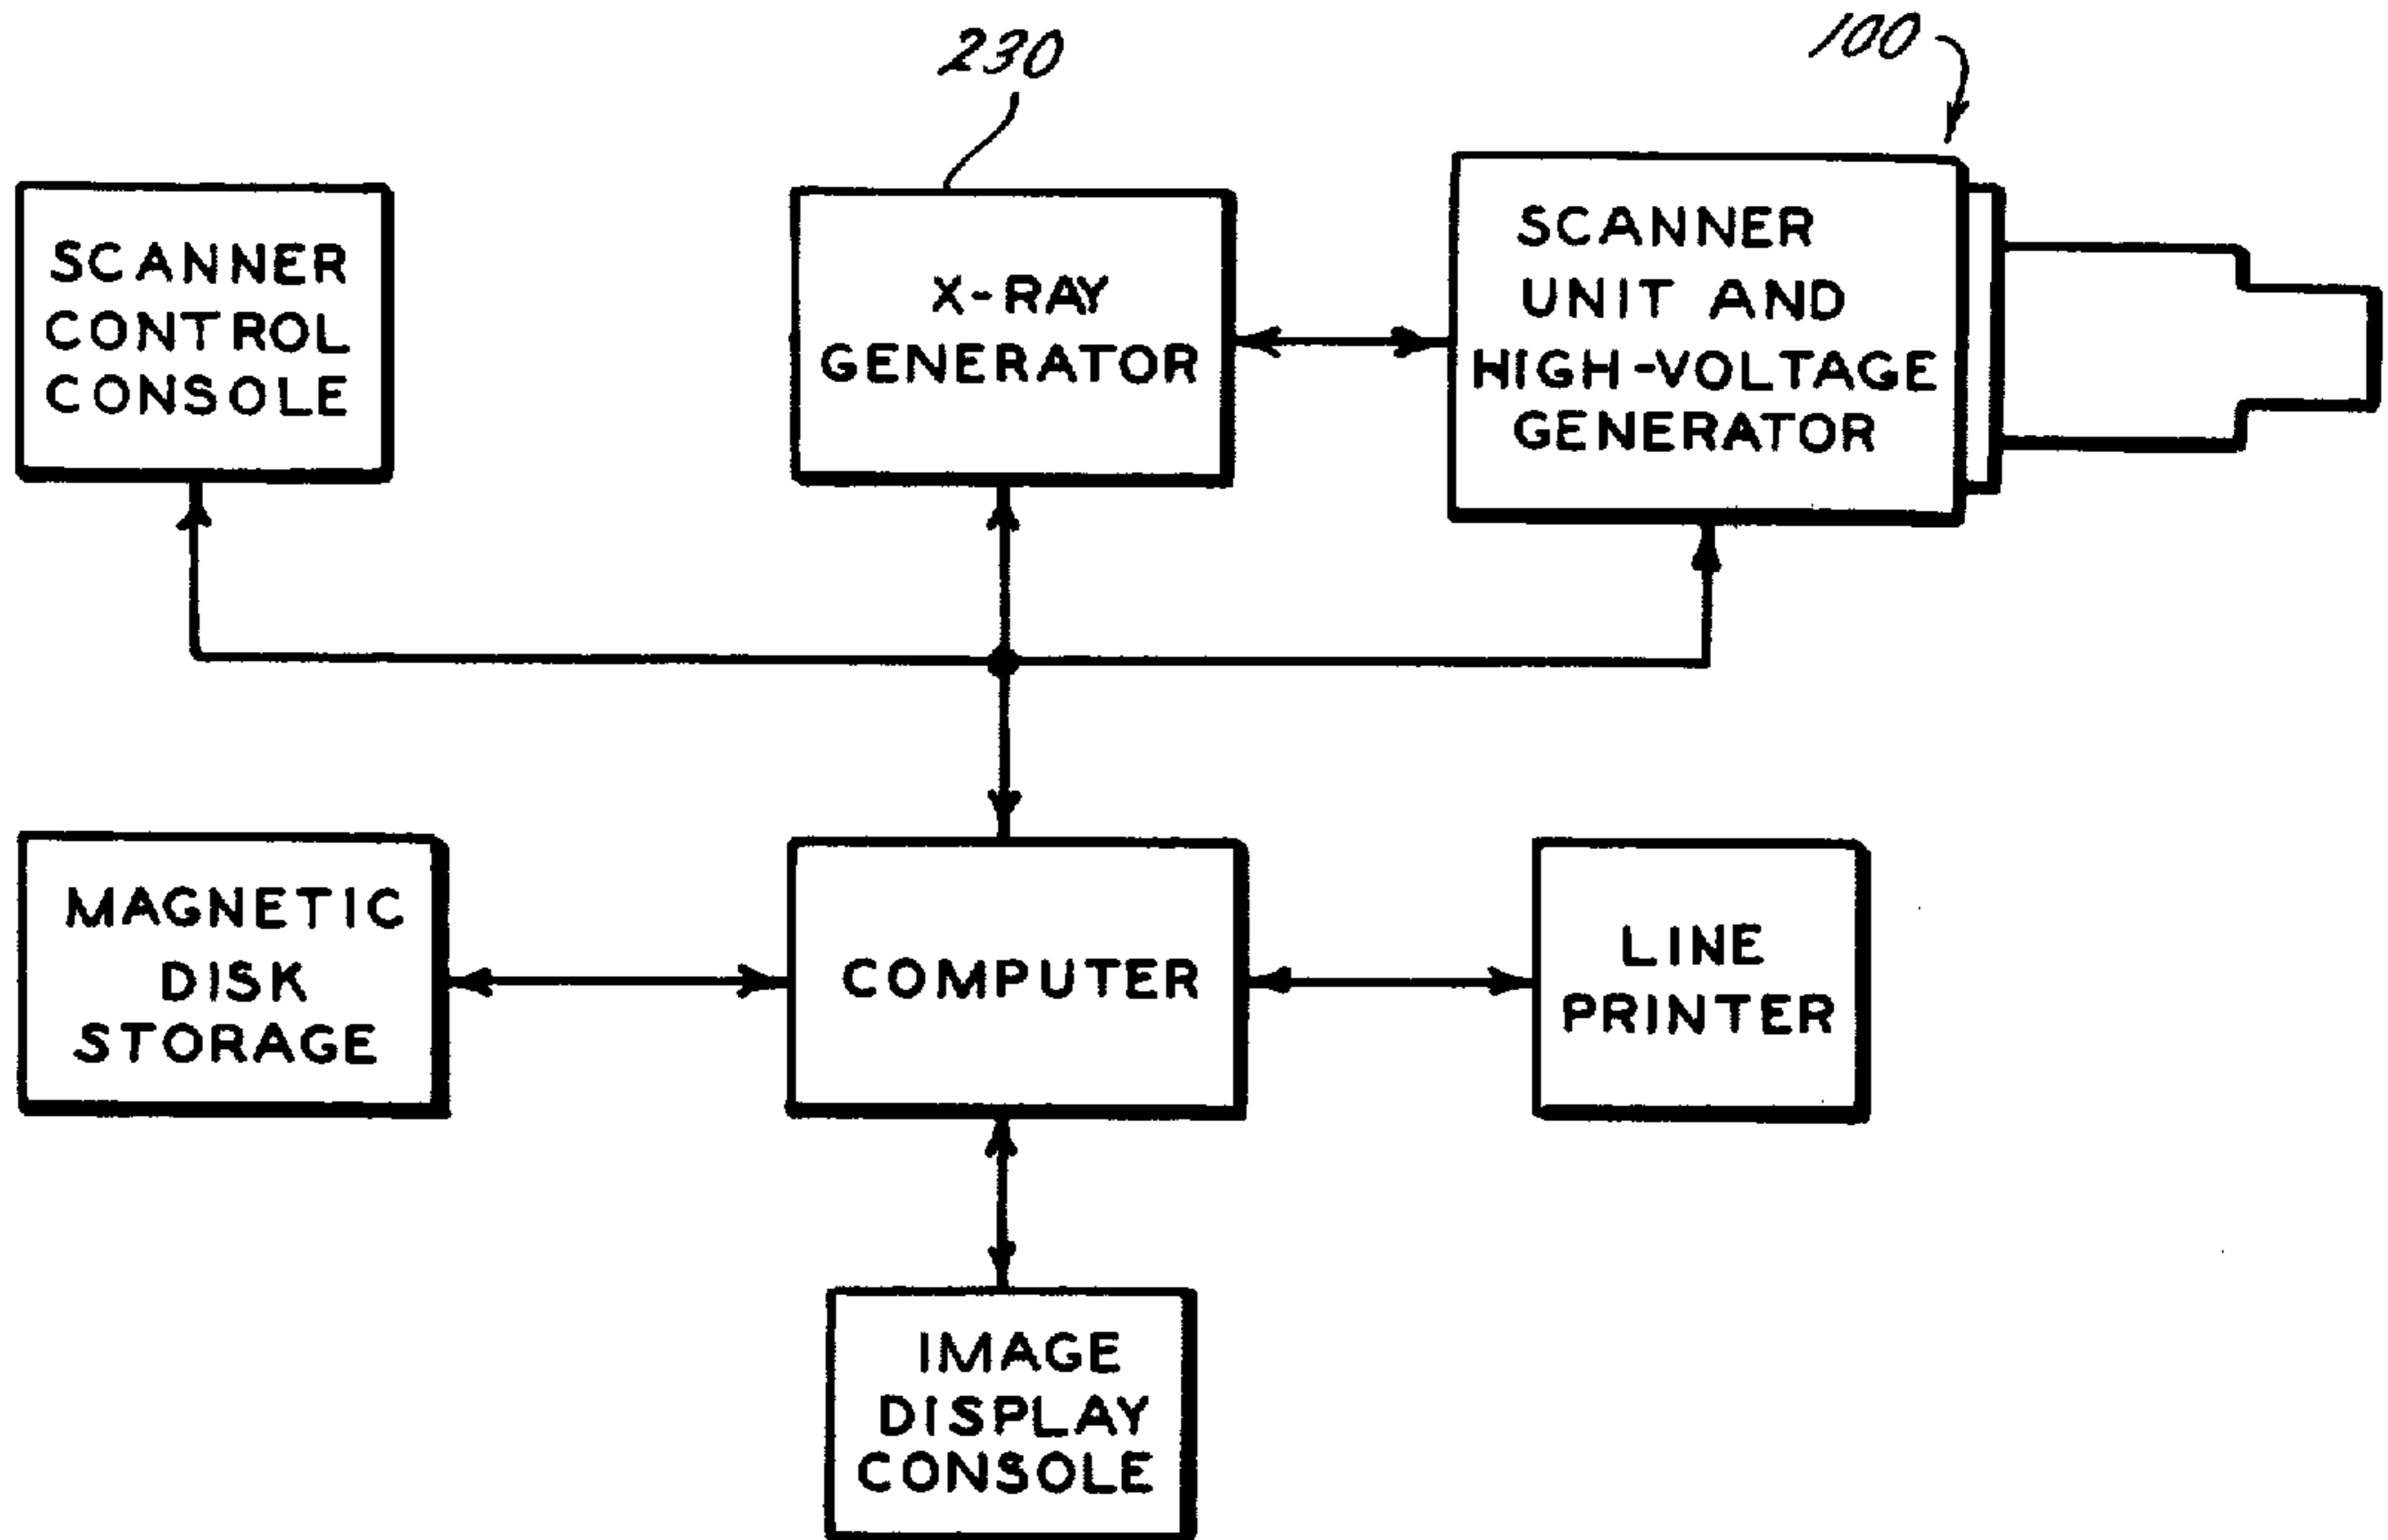 230
100
SCANNER
CONTROL
CONSOLE
X-RAY
GENERATOR
SCANNER
UNIT AND
HIGH-VOLTAGE
GENERATOR
MAGNETIC
DISK
STORAGE
COMPUTER
LINE
PRINTER
IMAGE
DISPLAY
CONSOLE